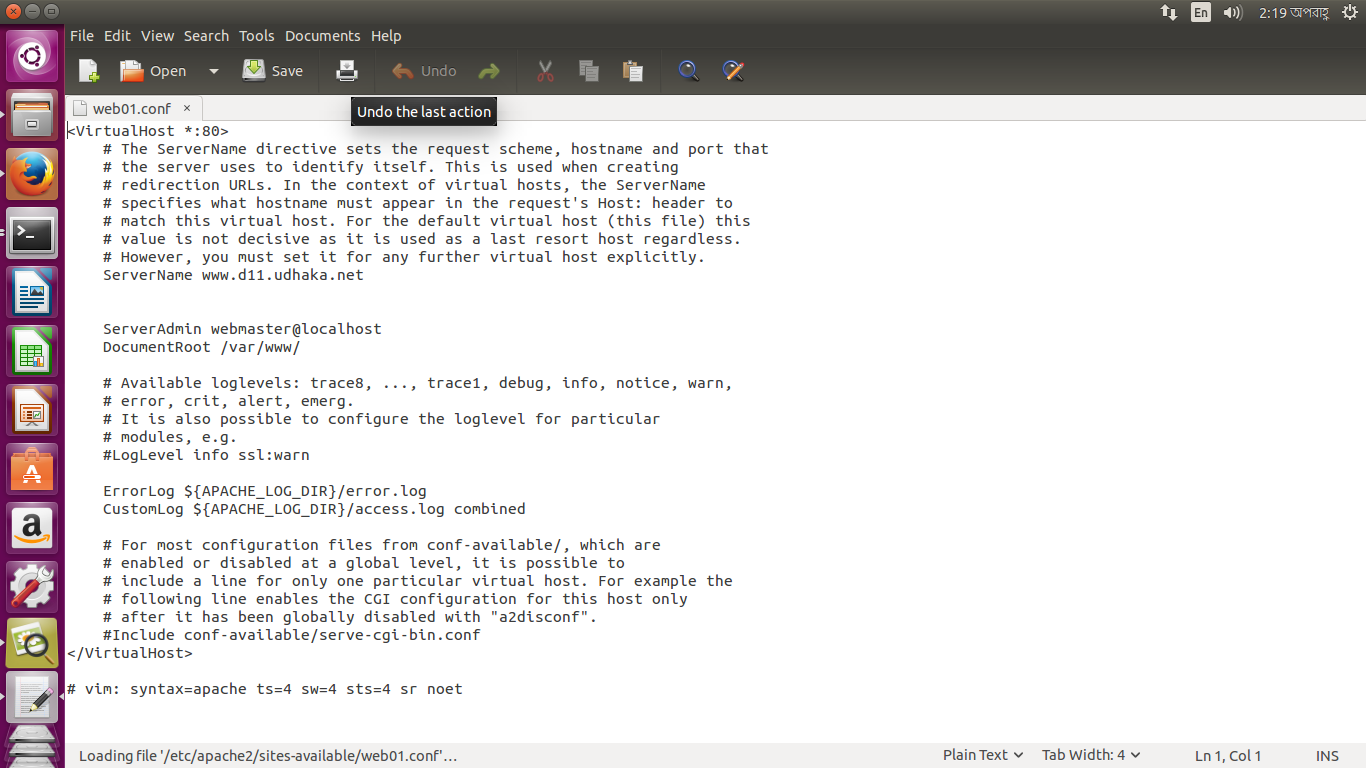 En 2:19 অপরাহ্ণ
File Edit View Search Tools Documents Help
Open Save Undo
web01.conf ×
Undo the last action
<VirtualHost *:80>
# The ServerName directive sets the request scheme, hostname and port that
# the server uses to identify itself. This is used when creating
# redirection URLs. In the context of virtual hosts, the ServerName
# specifies what hostname must appear in the request's Host: header to
# match this virtual host. For the default virtual host (this file) this
# value is not decisive as it is used as a last resort host regardless.
# However, you must set it for any further virtual host explicitly.
ServerName www.d11.udhaka.net
ServerAdmin webmaster@localhost
DocumentRoot /var/www/
# Available loglevels: trace8, ..., trace1, debug, info, notice, warn,
# error, crit, alert, emerg.
# It is also possible to configure the loglevel for particular
# modules, e.g.
#LogLevel info ssl:warn
ErrorLog ${APACHE_LOG_DIR}/error.log
CustomLog ${APACHE_LOG_DIR}/access.log combined
# For most configuration files from conf-available/, which are
# enabled or disabled at a global level, it is possible to
# include a line for only one particular virtual host. For example the
# following line enables the CGI configuration for this host only
# after it has been globally disabled with "a2disconf".
#Include conf-available/serve-cgi-bin.conf
</VirtualHost>
# vim: syntax=apache ts=4 sw=4 sts=4 sr noet
Loading file '/etc/apache2/sites-available/web01.conf'… Plain Text Tab Width: 4 Ln 1, Col 1 INS